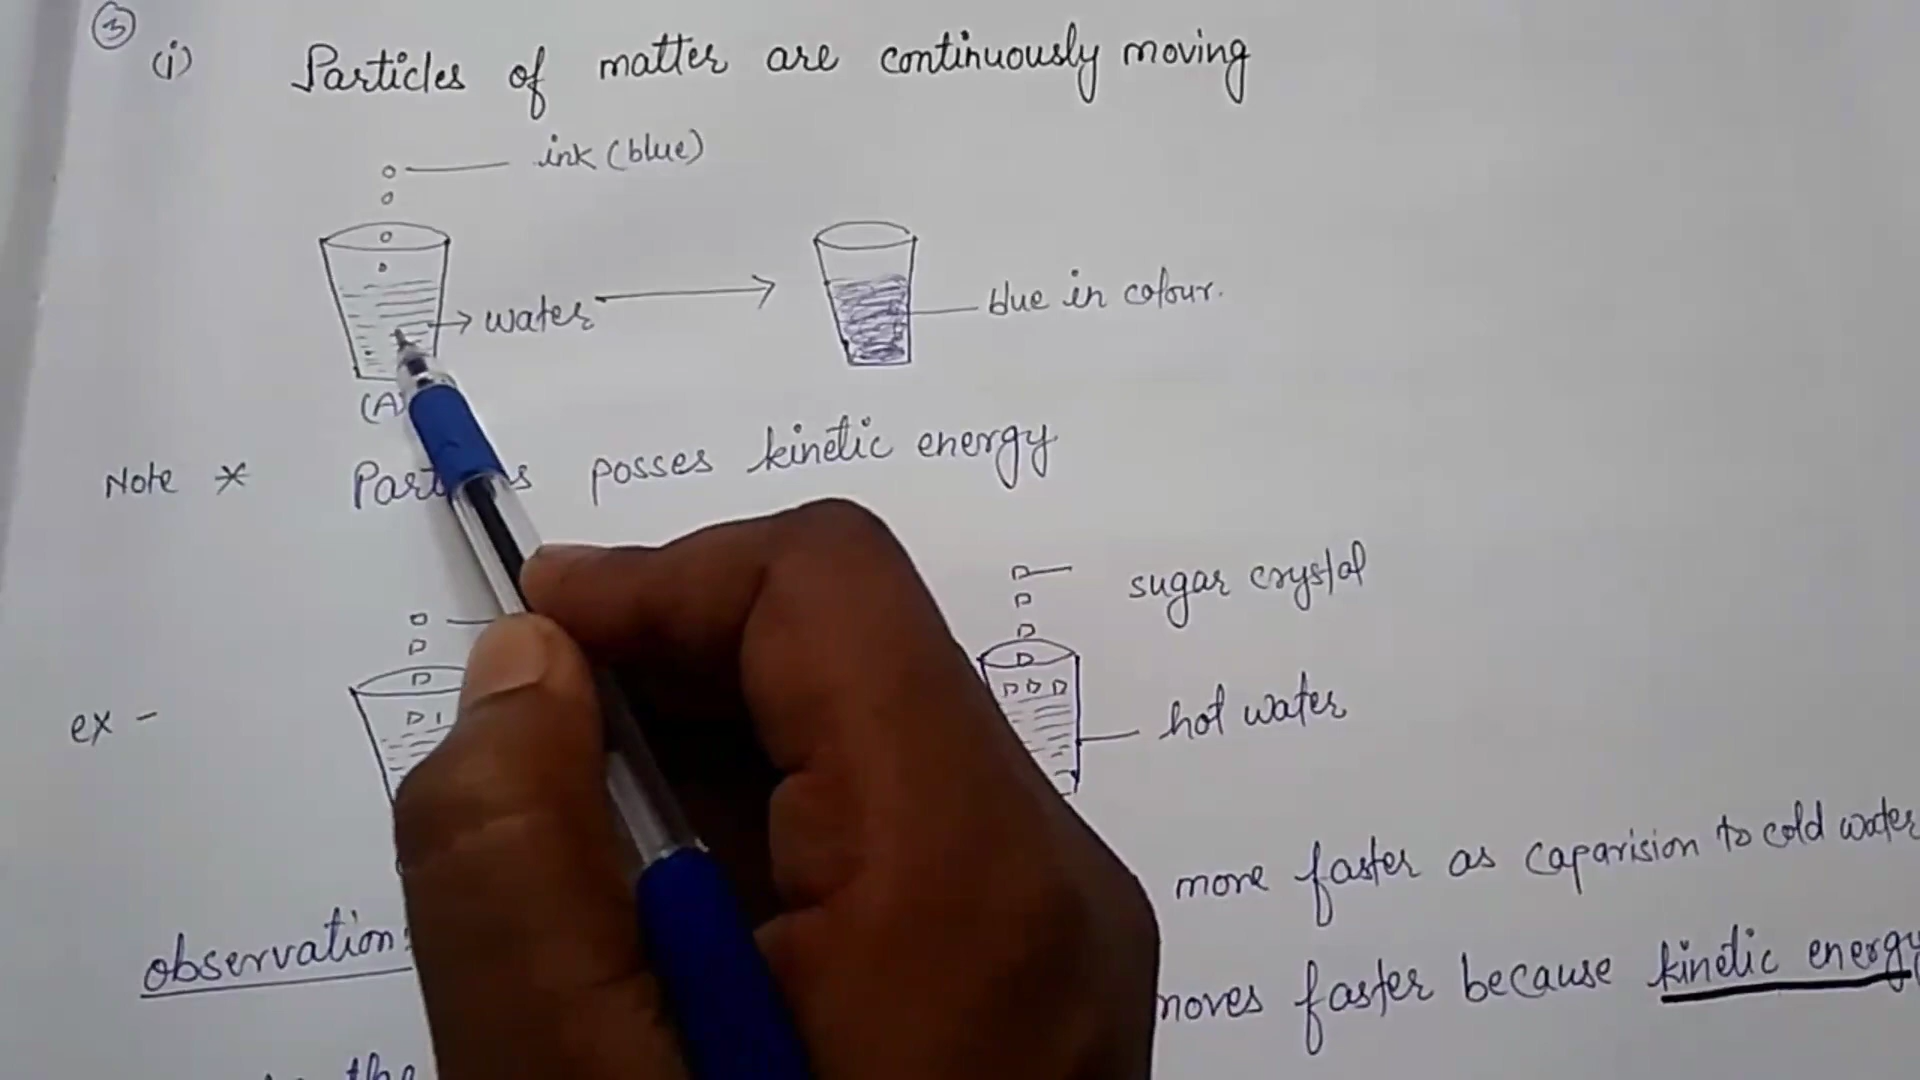 3
(i) Particles of matter are continuously moving
ink (blue)
water
blue in colour.
(A)
Note * posses kinetic energy
sugar crystal
ex -
hot water
more faster as caparision to cold water
observation:
moves faster because kinetic energy
the